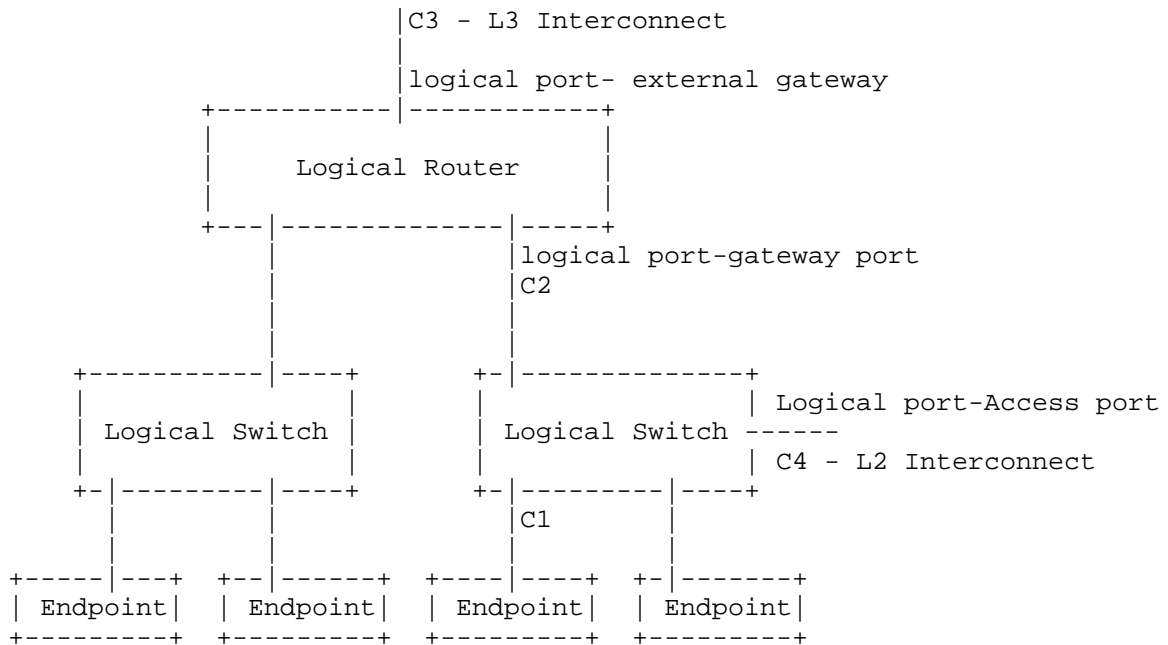 C3 - L3 Interconnect
logical port- external gateway
Logical Router
logical port-gateway port
C2
Logical port-Access port
Logical Switch
Logical Switch
C4 - L2 Interconnect
C1
Endpoint
Endpoint
Endpoint
Endpoint